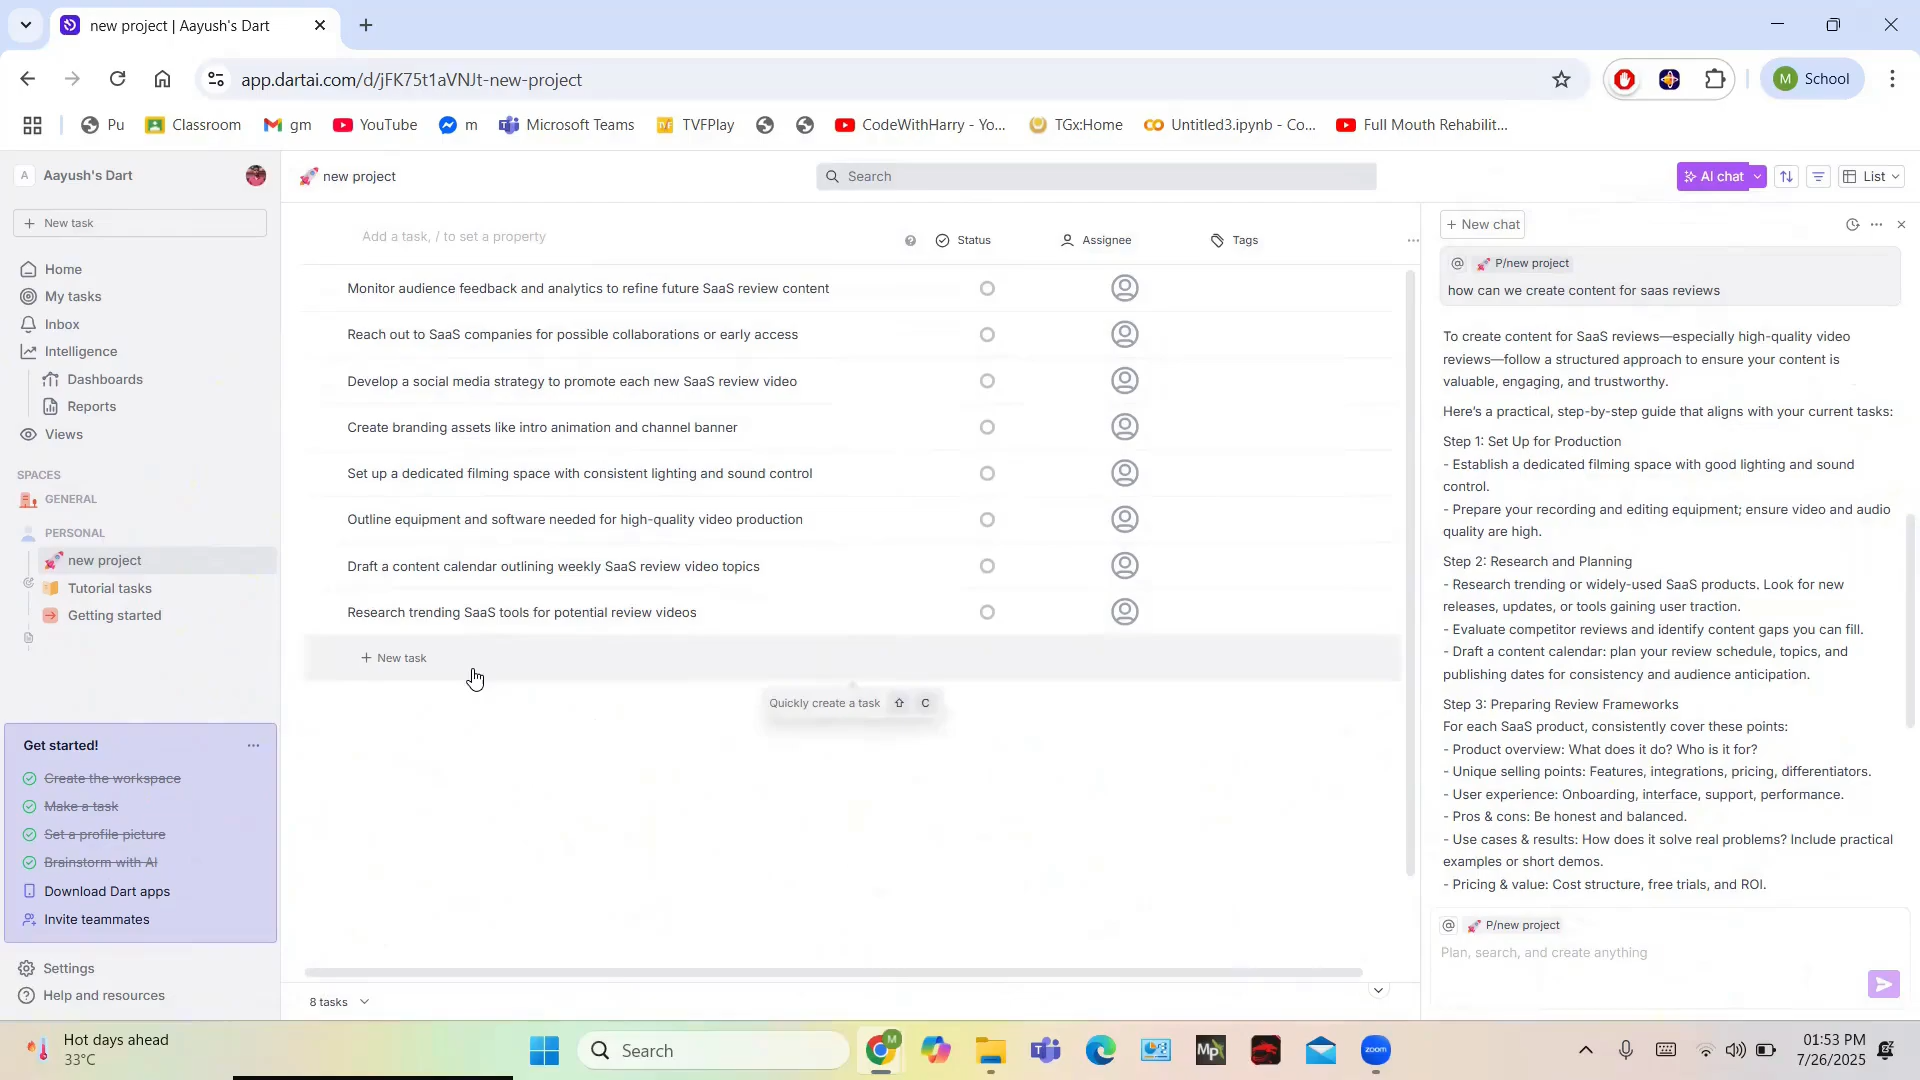 new project | Aayush's Dart
app.dartai.com/d/jFK75t1aVNJt-new-project
M School
Pu
Classroom
gm
YouTube
m
Microsoft Teams
TVFPlay
CodeWithHarry - Yo...
TGx:Home
Untitled3.ipynb - Co...
Full Mouth Rehabilit...
A Aayush's Dart
new project
Search
AI chat
List
+ New task
Add a task, / to set a property
Status
Assignee
Tags
+ New chat
Home
My tasks
Inbox
Intelligence
Dashboards
Reports
Views
SPACES
GENERAL
PERSONAL
new project
Tutorial tasks
Getting started
Get started!
Create the workspace
Make a task
Set a profile picture
Brainstorm with AI
Download Dart apps
Invite teammates
Settings
Help and resources
Monitor audience feedback and analytics to refine future SaaS review content
Reach out to SaaS companies for possible collaborations or early access
Develop a social media strategy to promote each new SaaS review video
Create branding assets like intro animation and channel banner
Set up a dedicated filming space with consistent lighting and sound control
Outline equipment and software needed for high-quality video production
Draft a content calendar outlining weekly SaaS review video topics
Research trending SaaS tools for potential review videos
+ New task
Quickly create a task ⇧ C
8 tasks
@ P/new project
how can we create content for saas reviews
To create content for SaaS reviews—especially high-quality video
reviews—follow a structured approach to ensure your content is
valuable, engaging, and trustworthy.
Here's a practical, step-by-step guide that aligns with your current tasks:
Step 1: Set Up for Production
- Establish a dedicated filming space with good lighting and sound
control.
- Prepare your recording and editing equipment; ensure video and audio
quality are high.
Step 2: Research and Planning
- Research trending or widely-used SaaS products. Look for new
releases, updates, or tools gaining user traction.
- Evaluate competitor reviews and identify content gaps you can fill.
- Draft a content calendar: plan your review schedule, topics, and
publishing dates for consistency and audience anticipation.
Step 3: Preparing Review Frameworks
For each SaaS product, consistently cover these points:
- Product overview: What does it do? Who is it for?
- Unique selling points: Features, integrations, pricing, differentiators.
- User experience: Onboarding, interface, support, performance.
- Pros & cons: Be honest and balanced.
- Use cases & results: How does it solve real problems? Include practical
examples or short demos.
- Pricing & value: Cost structure, free trials, and ROI.
@ P/new project
Plan, search, and create anything
Hot days ahead
33°C
Search
M
Mp
zoom
01:53 PM
7/26/2025